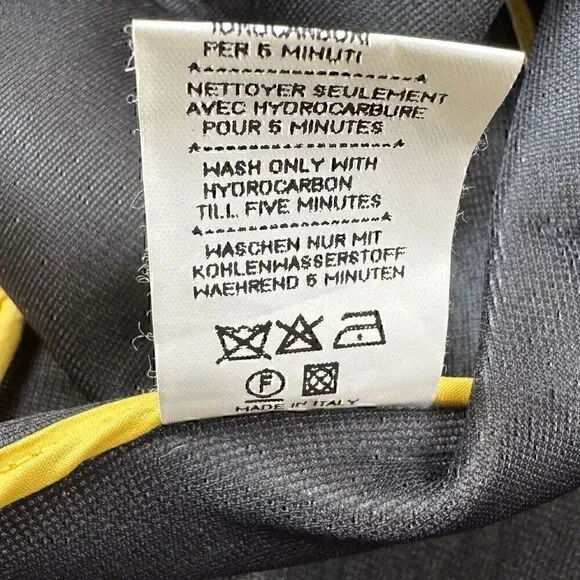 IDROCARBURI
PER 5 MINUTI
NETTOYER SEULEMENT
AVEC HYDROCARBURE
POUR 5 MINUTES
WASH ONLY WITH
HYDROCARBON
TILL FIVE MINUTES
WASCHEN NUR MIT
KOHLENWASSERSTOFF
WAEHREND 5 MINUTEN
F
MADE IN ITALY